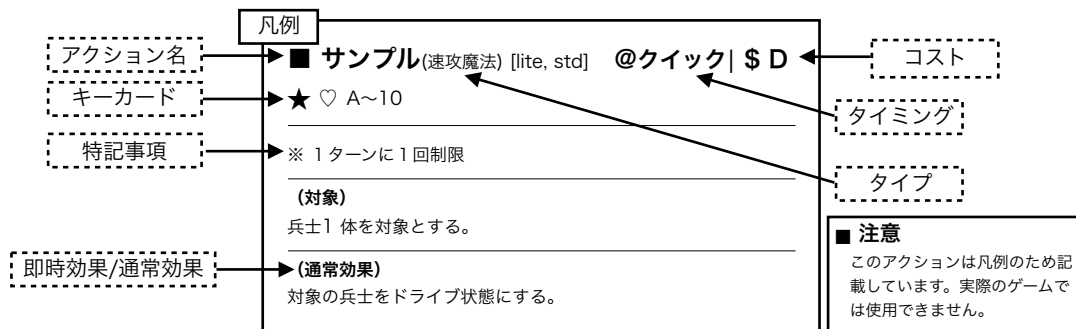 凡例
アクション名
■ サンプル(速攻魔法) [lite, std] @クイック| $ D
コスト
キーカード
★ ♡ A〜10
タイミング
特記事項
※ 1ターンに1回制限
タイプ
(対象)
兵士1 体を対象とする。
即時効果/通常効果
(通常効果)
対象の兵士をドライブ状態にする。
■ 注意
このアクションは凡例のため記
載しています。実際のゲームで
は使用できません。